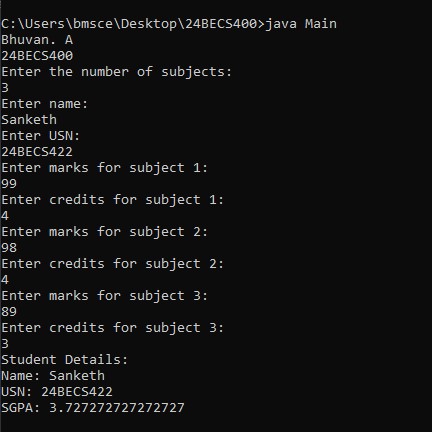 C:\Users\bmsce\Desktop\24BECS400>java Main
Bhuvan. A
24BECS400
Enter the number of subjects:
3
Enter name:
Sanketh
Enter USN:
24BECS422
Enter marks for subject 1:
99
Enter credits for subject 1:
4
Enter marks for subject 2:
98
Enter credits for subject 2:
4
Enter marks for subject 3:
89
Enter credits for subject 3:
3
Student Details:
Name: Sanketh
USN: 24BECS422
SGPA: 3.727272727272727